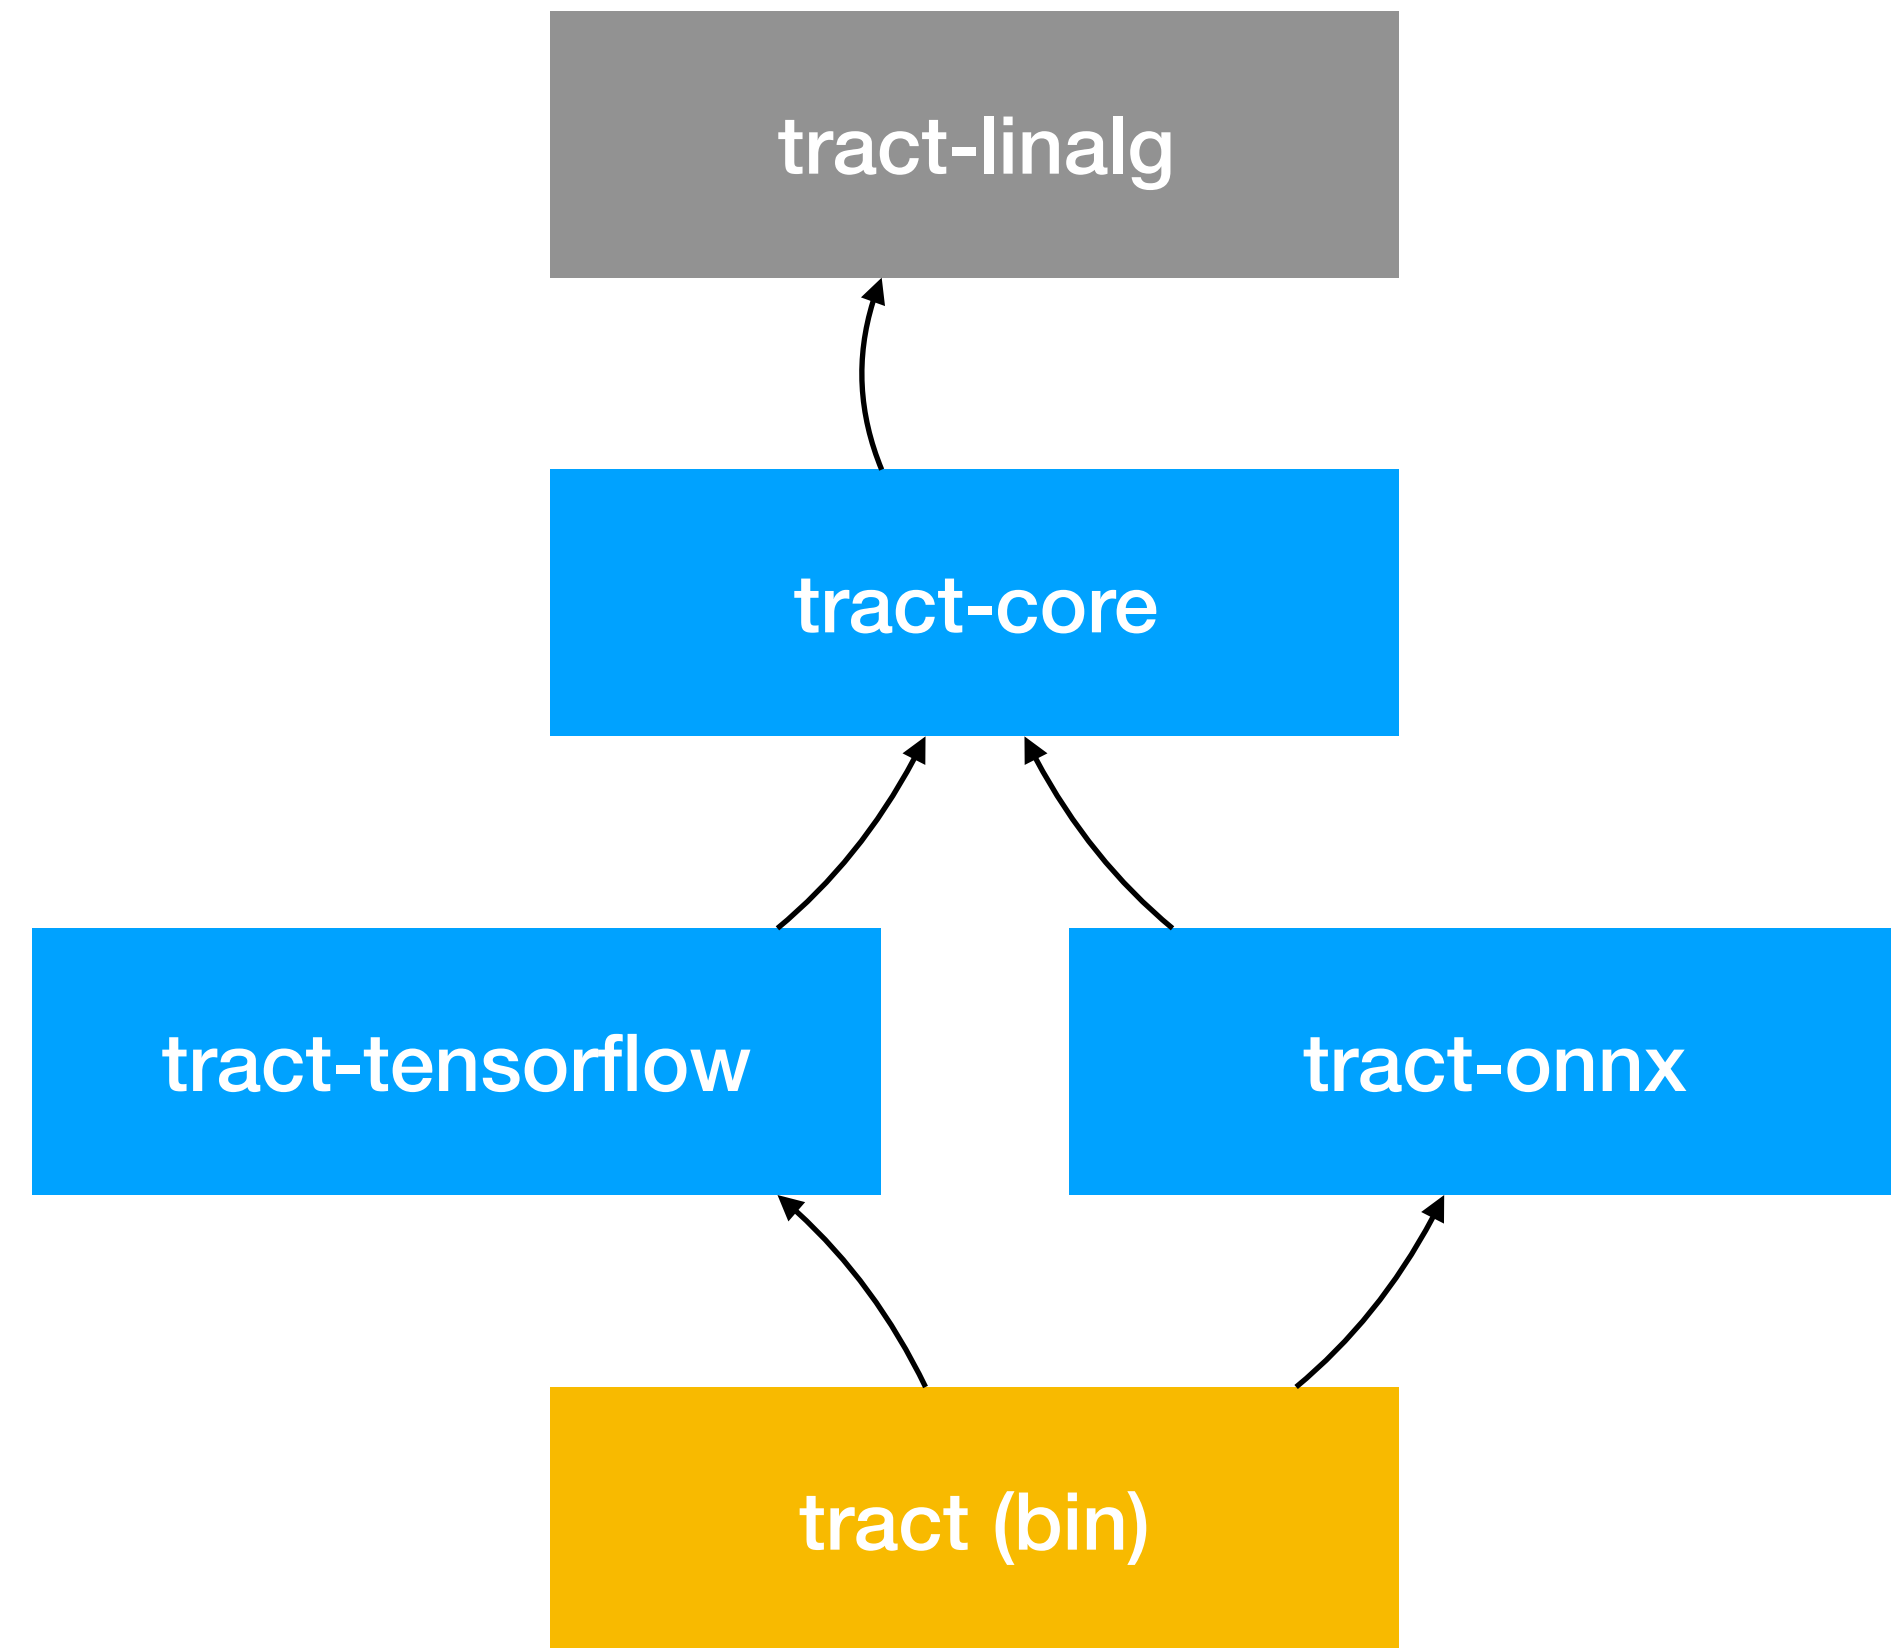 tract-linalg
tract-core
tract-tensorflow
tract-onnx
tract (bin)